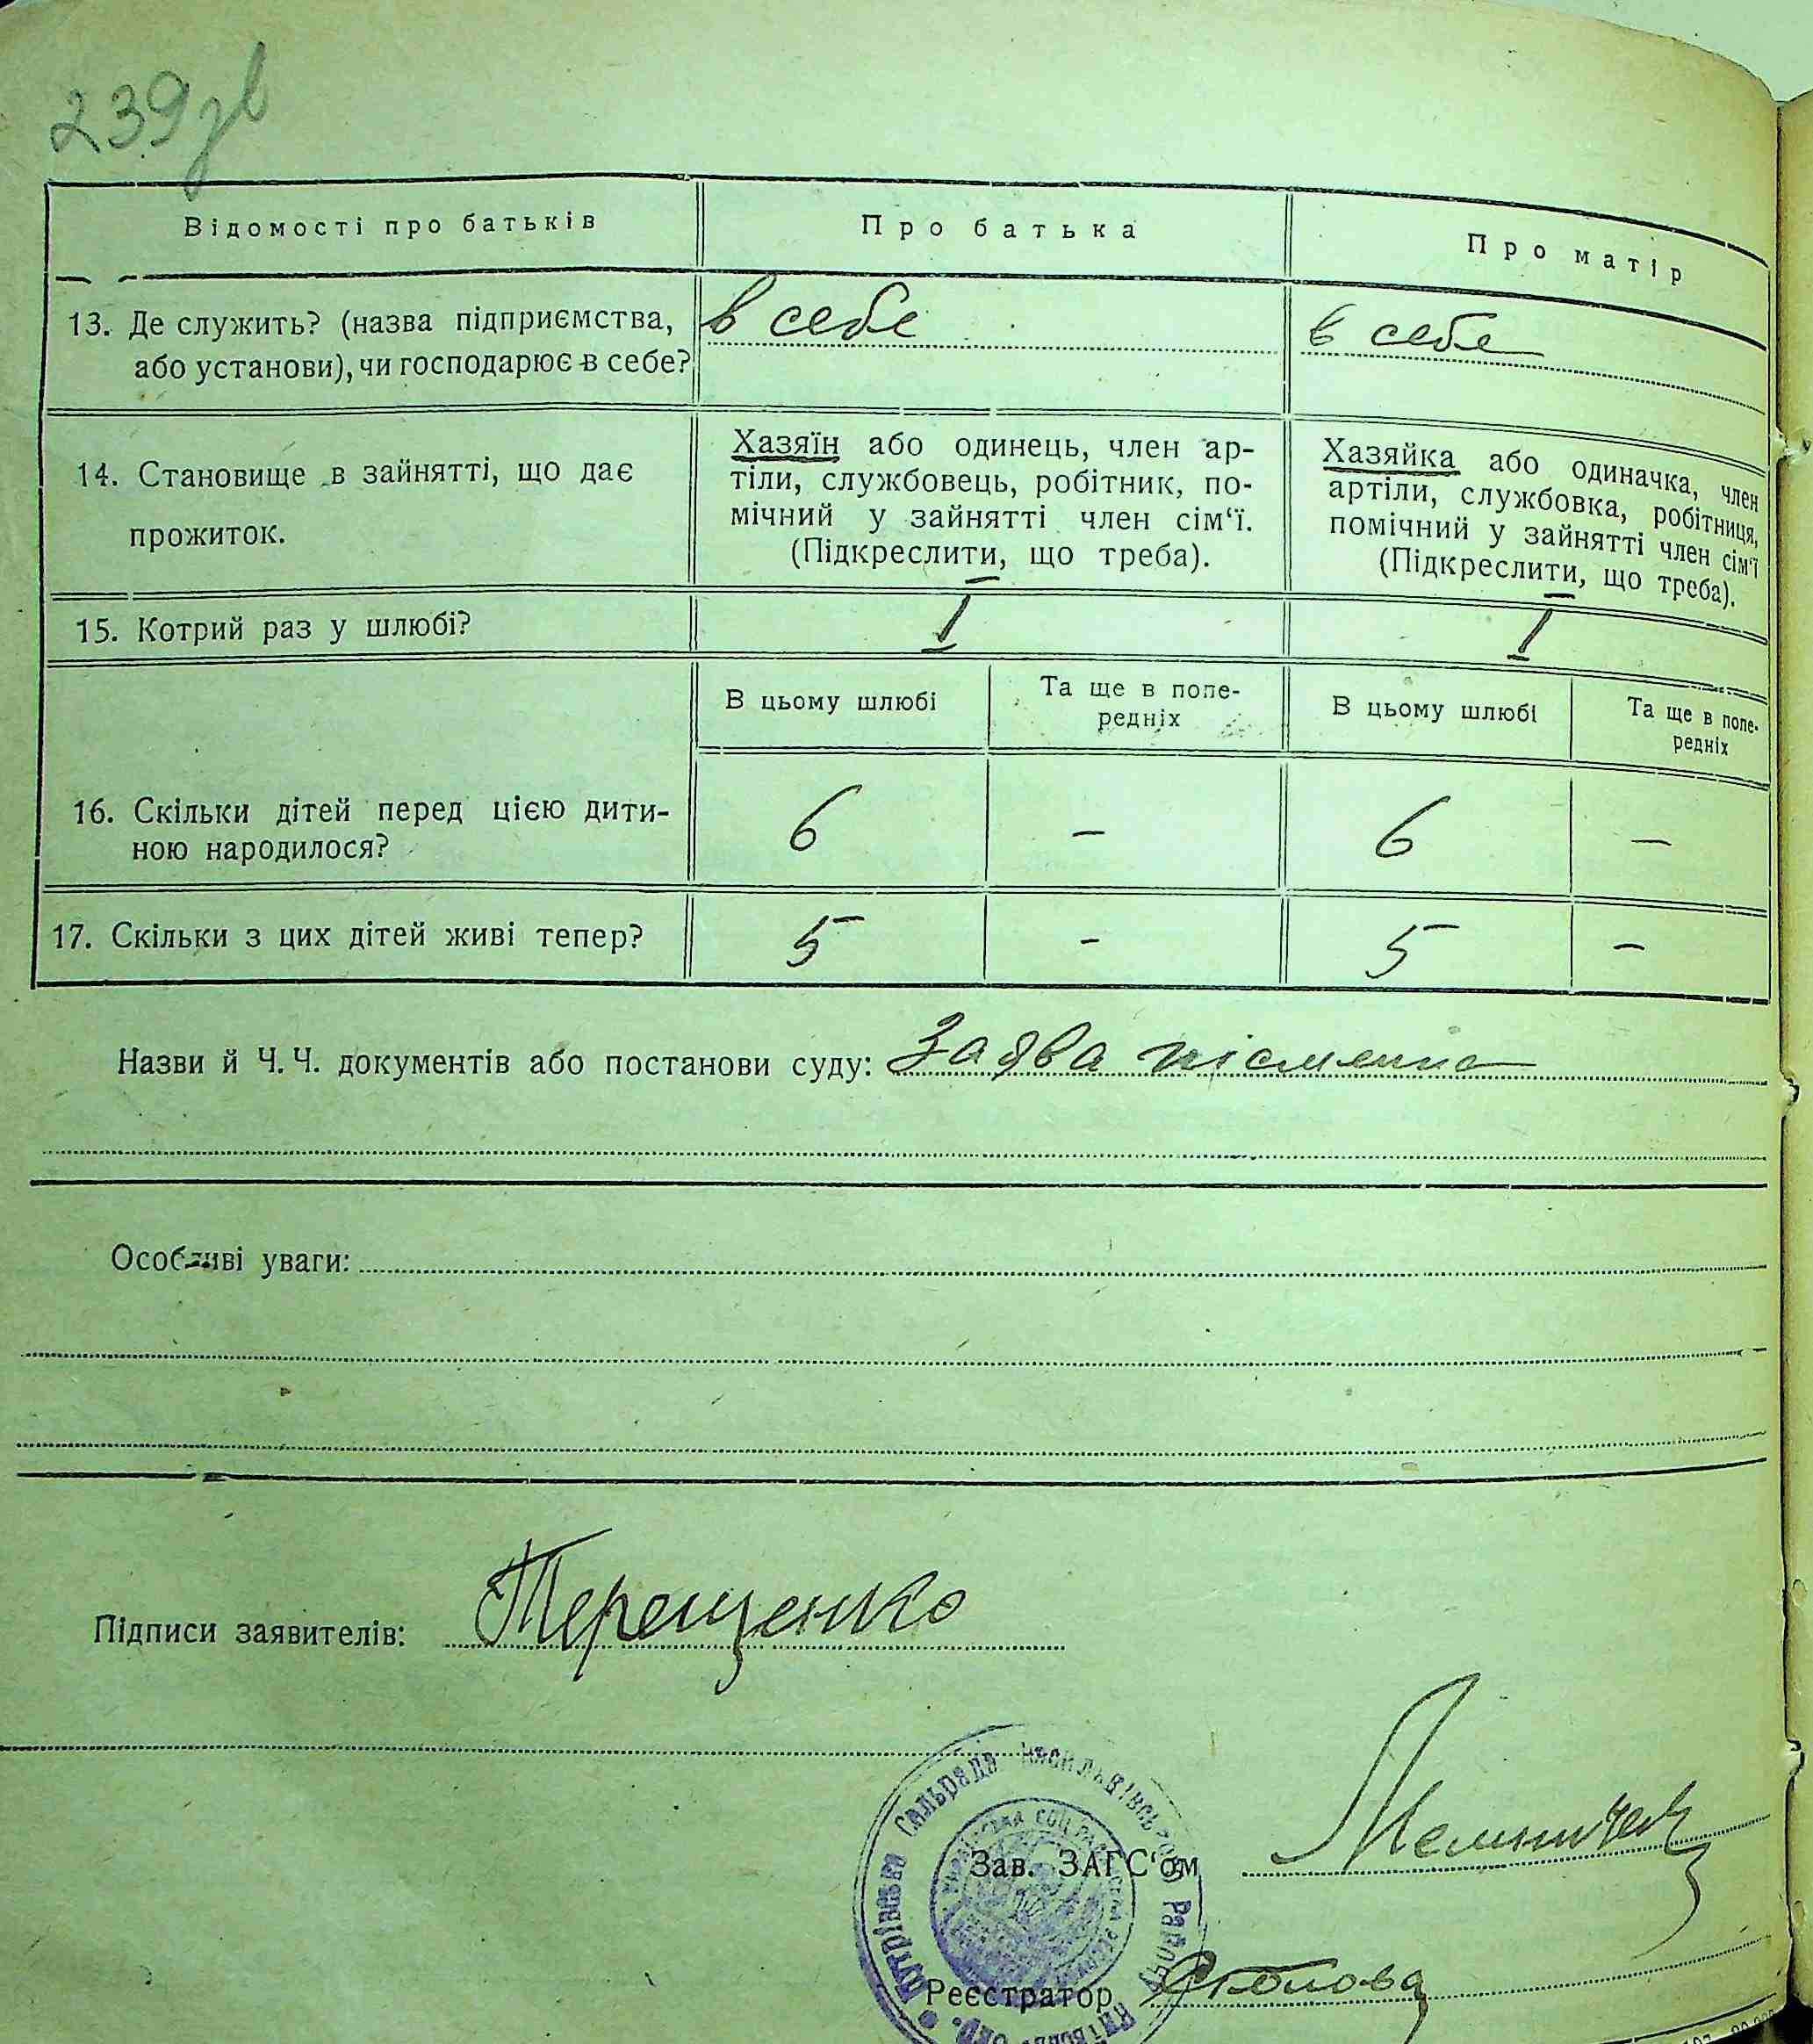 239зв
Відомості про батьків
Про батька
Про матір
13. Де служить? (назва підприємства,
або установи), чи господарює в себе?
в себе
в себе
14. Становище в зайнятті, що дає
прожиток.
Хазяїн або одинець, член ар-
тіли, службовець, робітник, по-
мічний у зайнятті член сім‘ї.
(Підкреслити, що треба).
Хазяйка або одиначка, член
артіли, службовка, робітниця,
помічний у зайнятті член сім‘ї
(Підкреслити, що треба).
15. Котрий раз у шлюбі?
I
I
В цьому шлюбі
Та ще в попе-
редніх
В цьому шлюбі
Та ще в попе-
редніх
16. Скільки дітей перед цією дити-
ною народилося?
6
–
6
–
17. Скільки з цих дітей живі тепер?
5
-
5
–
Назви й Ч. Ч. документів або постанови суду: Заява пісменна
Особливі уваги:
Підписи заявителів: Терещенко
Сільрада Васильківського Району
Зав. ЗАГС‘ом
Реєстратор